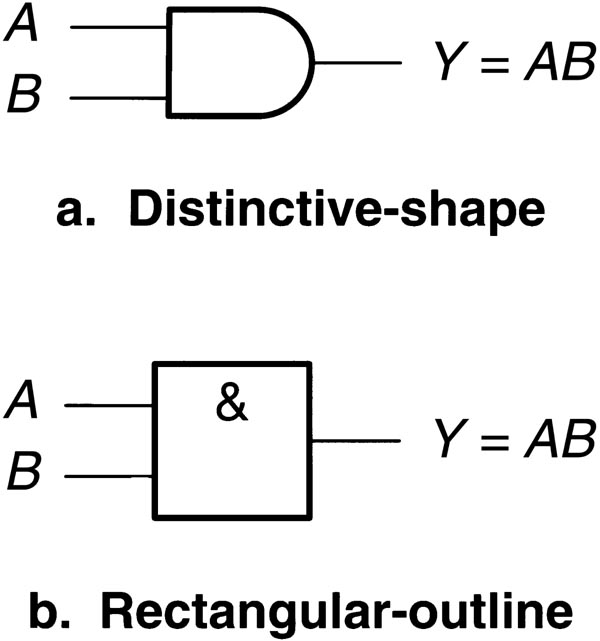 A
B
Y = AB
a. Distinctive-shape
&
A
B
Y = AB
b. Rectangular-outline